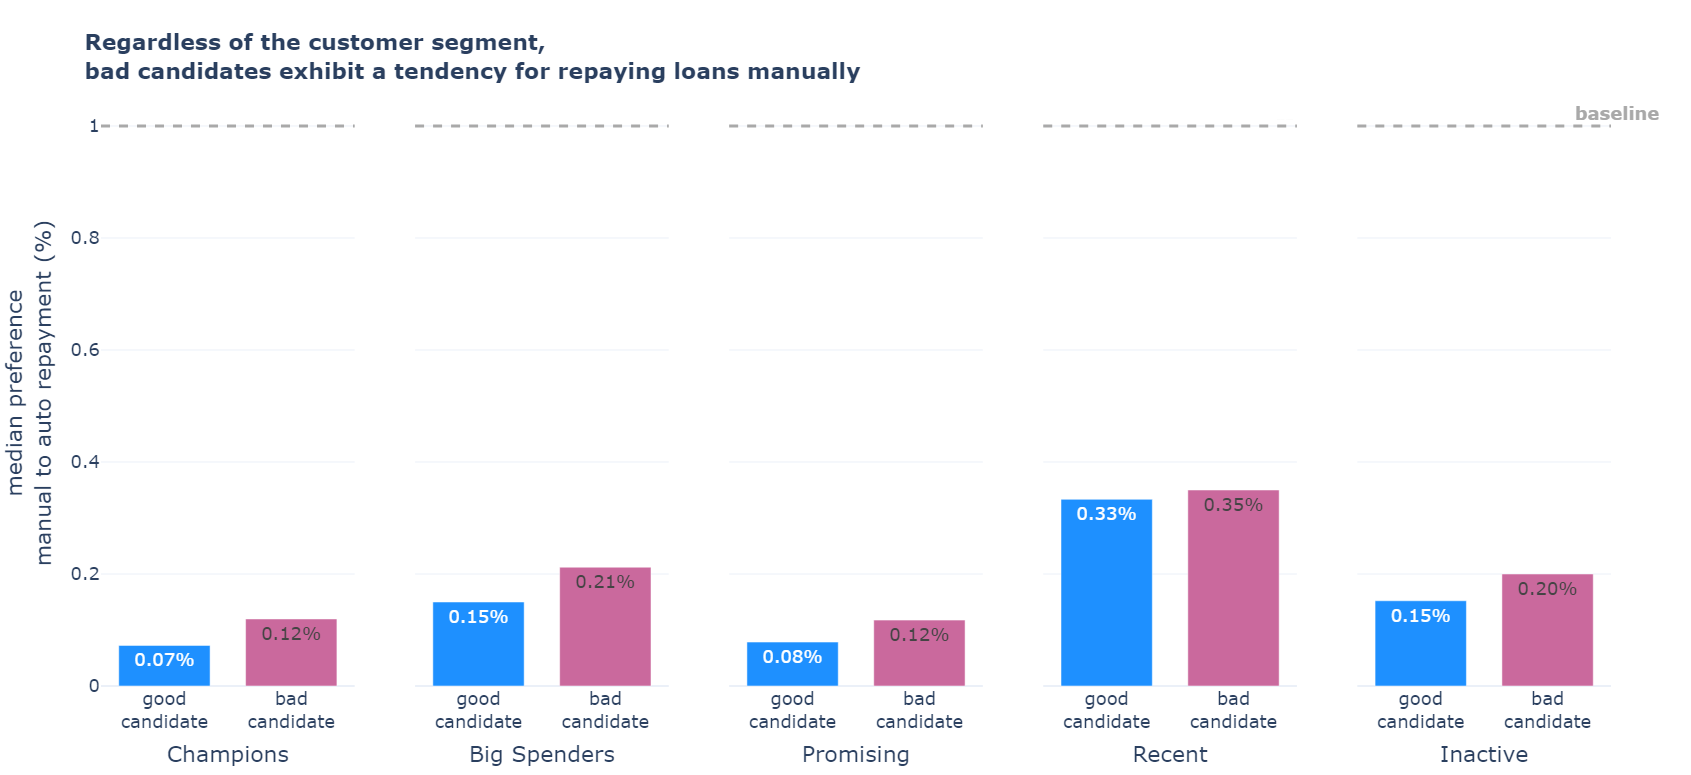 Regardless of the customer segment,
bad candidates exhibit a tendency for repaying loans manually
baseline
median preference
manual to auto repayment (%)
1
0.8
0.6
0.4
0.2
0
0.07%
0.12%
0.15%
0.21%
0.08%
0.12%
0.33%
0.35%
0.15%
0.20%
good
candidate
bad
candidate
good
candidate
bad
candidate
good
candidate
bad
candidate
good
candidate
bad
candidate
good
candidate
bad
candidate
Champions
Big Spenders
Promising
Recent
Inactive